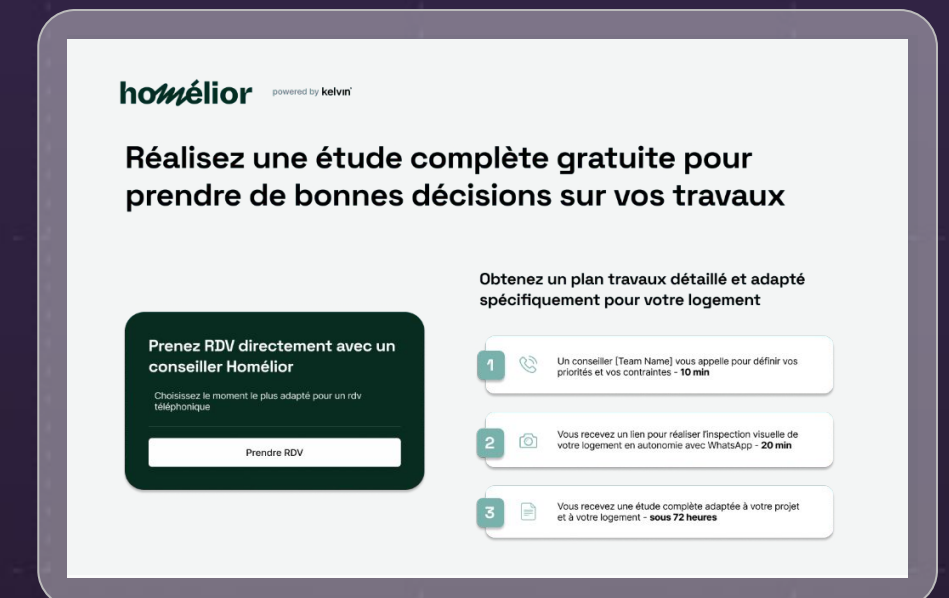 homélior powered by kelvin
Réalisez une étude complète gratuite pour
prendre de bonnes décisions sur vos travaux
Prenez RDV directement avec un
conseiller Homélior
Choisissez le moment le plus adapté pour un rdv
téléphonique
Prendre RDV
Obtenez un plan travaux détaillé et adapté
spécifiquement pour votre logement
1
Un conseiller [Team Name] vous appelle pour définir vos
priorités et vos contraintes - 10 min
2
Vous recevez un lien pour réaliser l'inspection visuelle de
votre logement en autonomie avec WhatsApp - 20 min
3
Vous recevez une étude complète adaptée à votre projet
et à votre logement - sous 72 heures